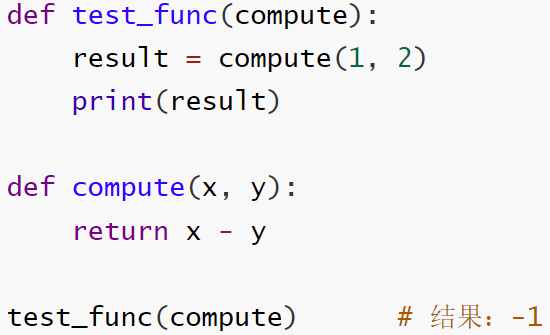 def test_func(compute):
    result = compute(1, 2)
    print(result)
def compute(x, y):
    return x - y
test_func(compute)      # 结果：-1